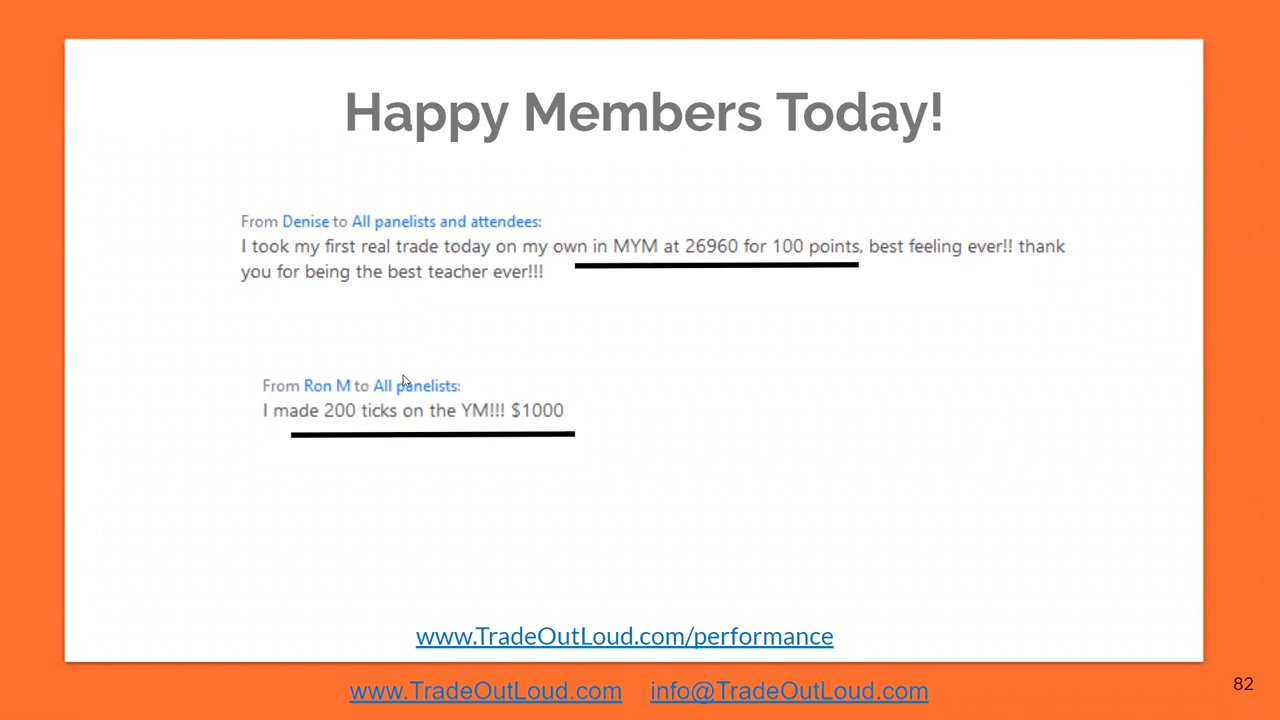 Happy Members Today!
From Denise to All panelists and attendees:
I took my first real trade today on my own in MYM at 26960 for 100 points, best feeling ever!! thank
you for being the best teacher ever!!!
From Ron M to All panelists:
I made 200 ticks on the YM!!! $1000
www.TradeOutLoud.com/performance
www.TradeOutLoud.com info@TradeOutLoud.com
82